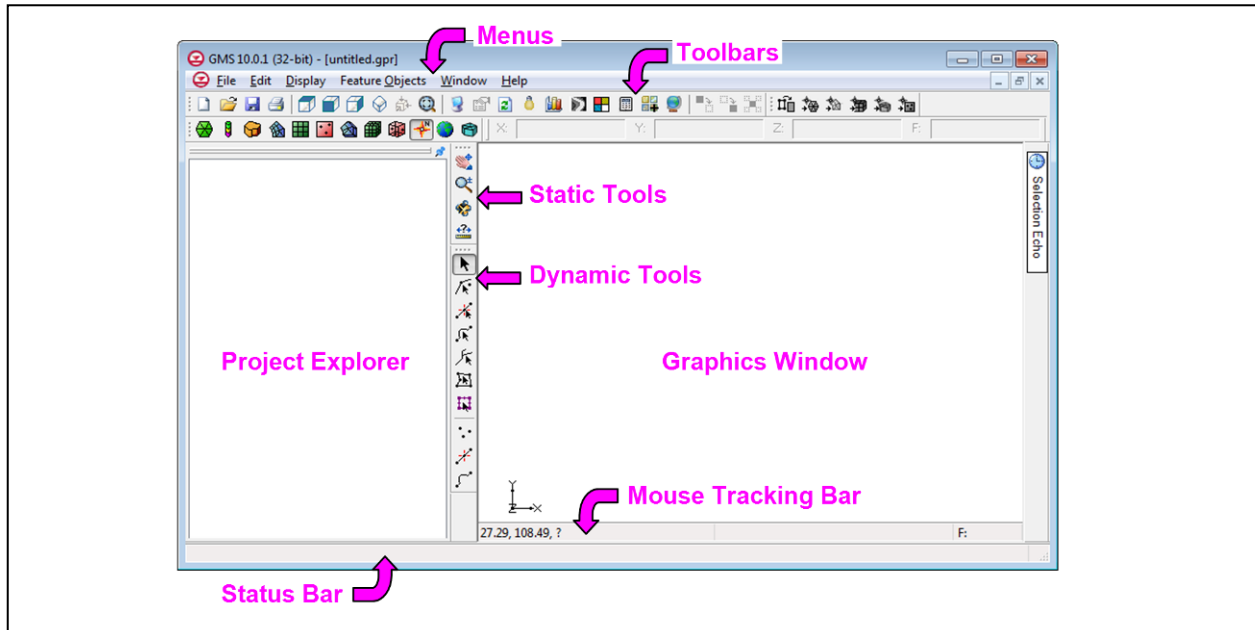 Menus
Toolbars
GMS 10.0.1 (32-bit) - [untitled.gpr]
File Edit Display Feature Objects Window Help
X: Y: Z: F:
Static Tools
Selection Echo
Dynamic Tools
Project Explorer
Graphics Window
Y
Z X
Mouse Tracking Bar
27.29, 108.49, ? F:
Status Bar